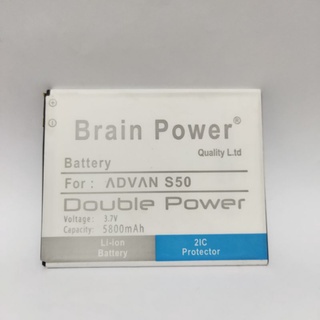 Brain Power®
Quality L.td
Battery
For : ADVAN S50
Double Power
Voltage : 3.7V
Capacity: 5800mAh
Li-ion Battery
2IC Protector